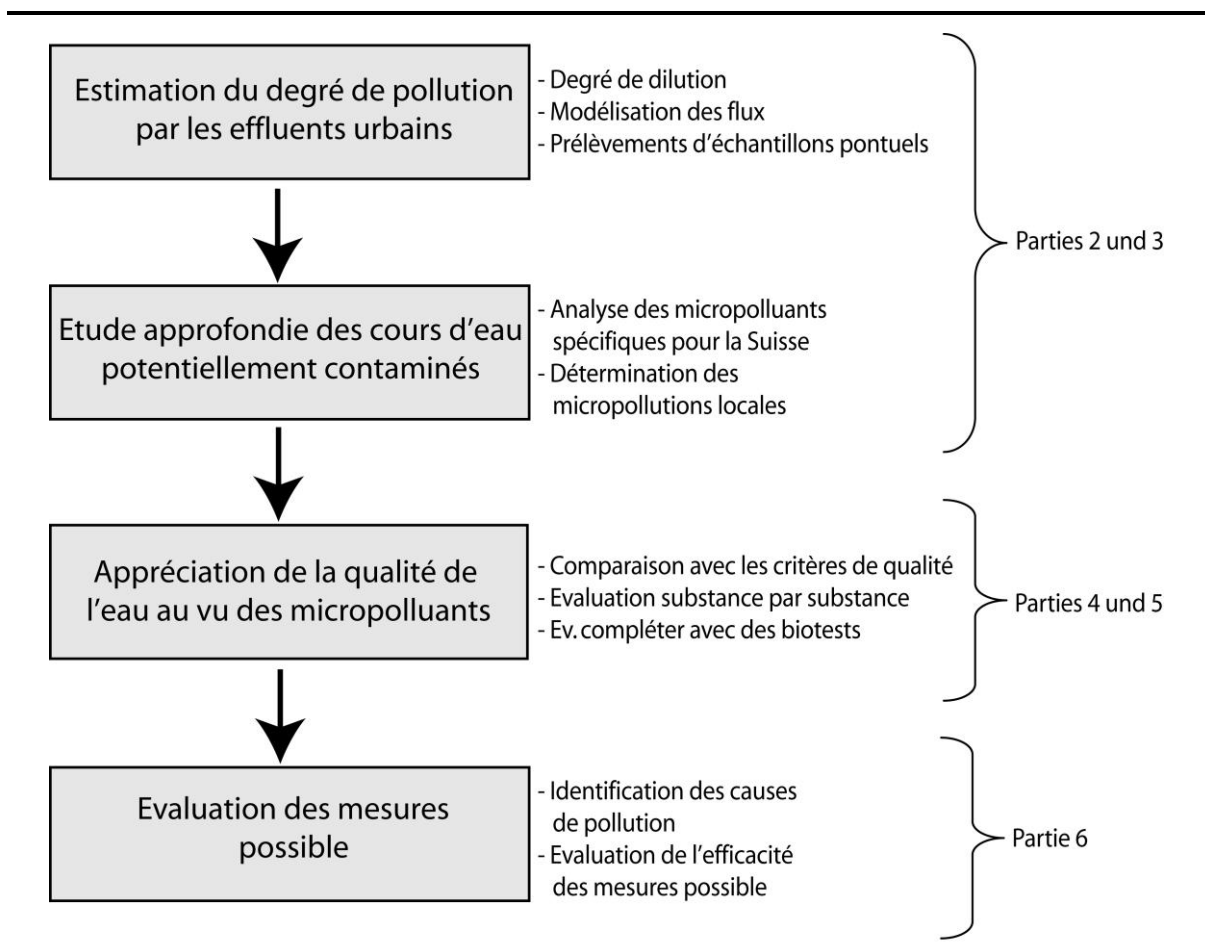 Estimation du degré de pollution
par les effluents urbains
- Degré de dilution
- Modélisation des flux
- Prélèvements d'échantillons pontuels
Parties 2 und 3
Etude approfondie des cours d'eau
potentiellement contaminés
- Analyse des micropolluants
spécifiques pour la Suisse
- Détermination des
micropollutions locales
Appréciation de la qualité de
l'eau au vu des micropolluants
- Comparaison avec les critères de qualité
- Evaluation substance par substance
- Ev. compléter avec des biotests
Parties 4 und 5
Evaluation des mesures
possible
- Identification des causes
de pollution
- Evaluation de l'efficacité
des mesures possible
Partie 6